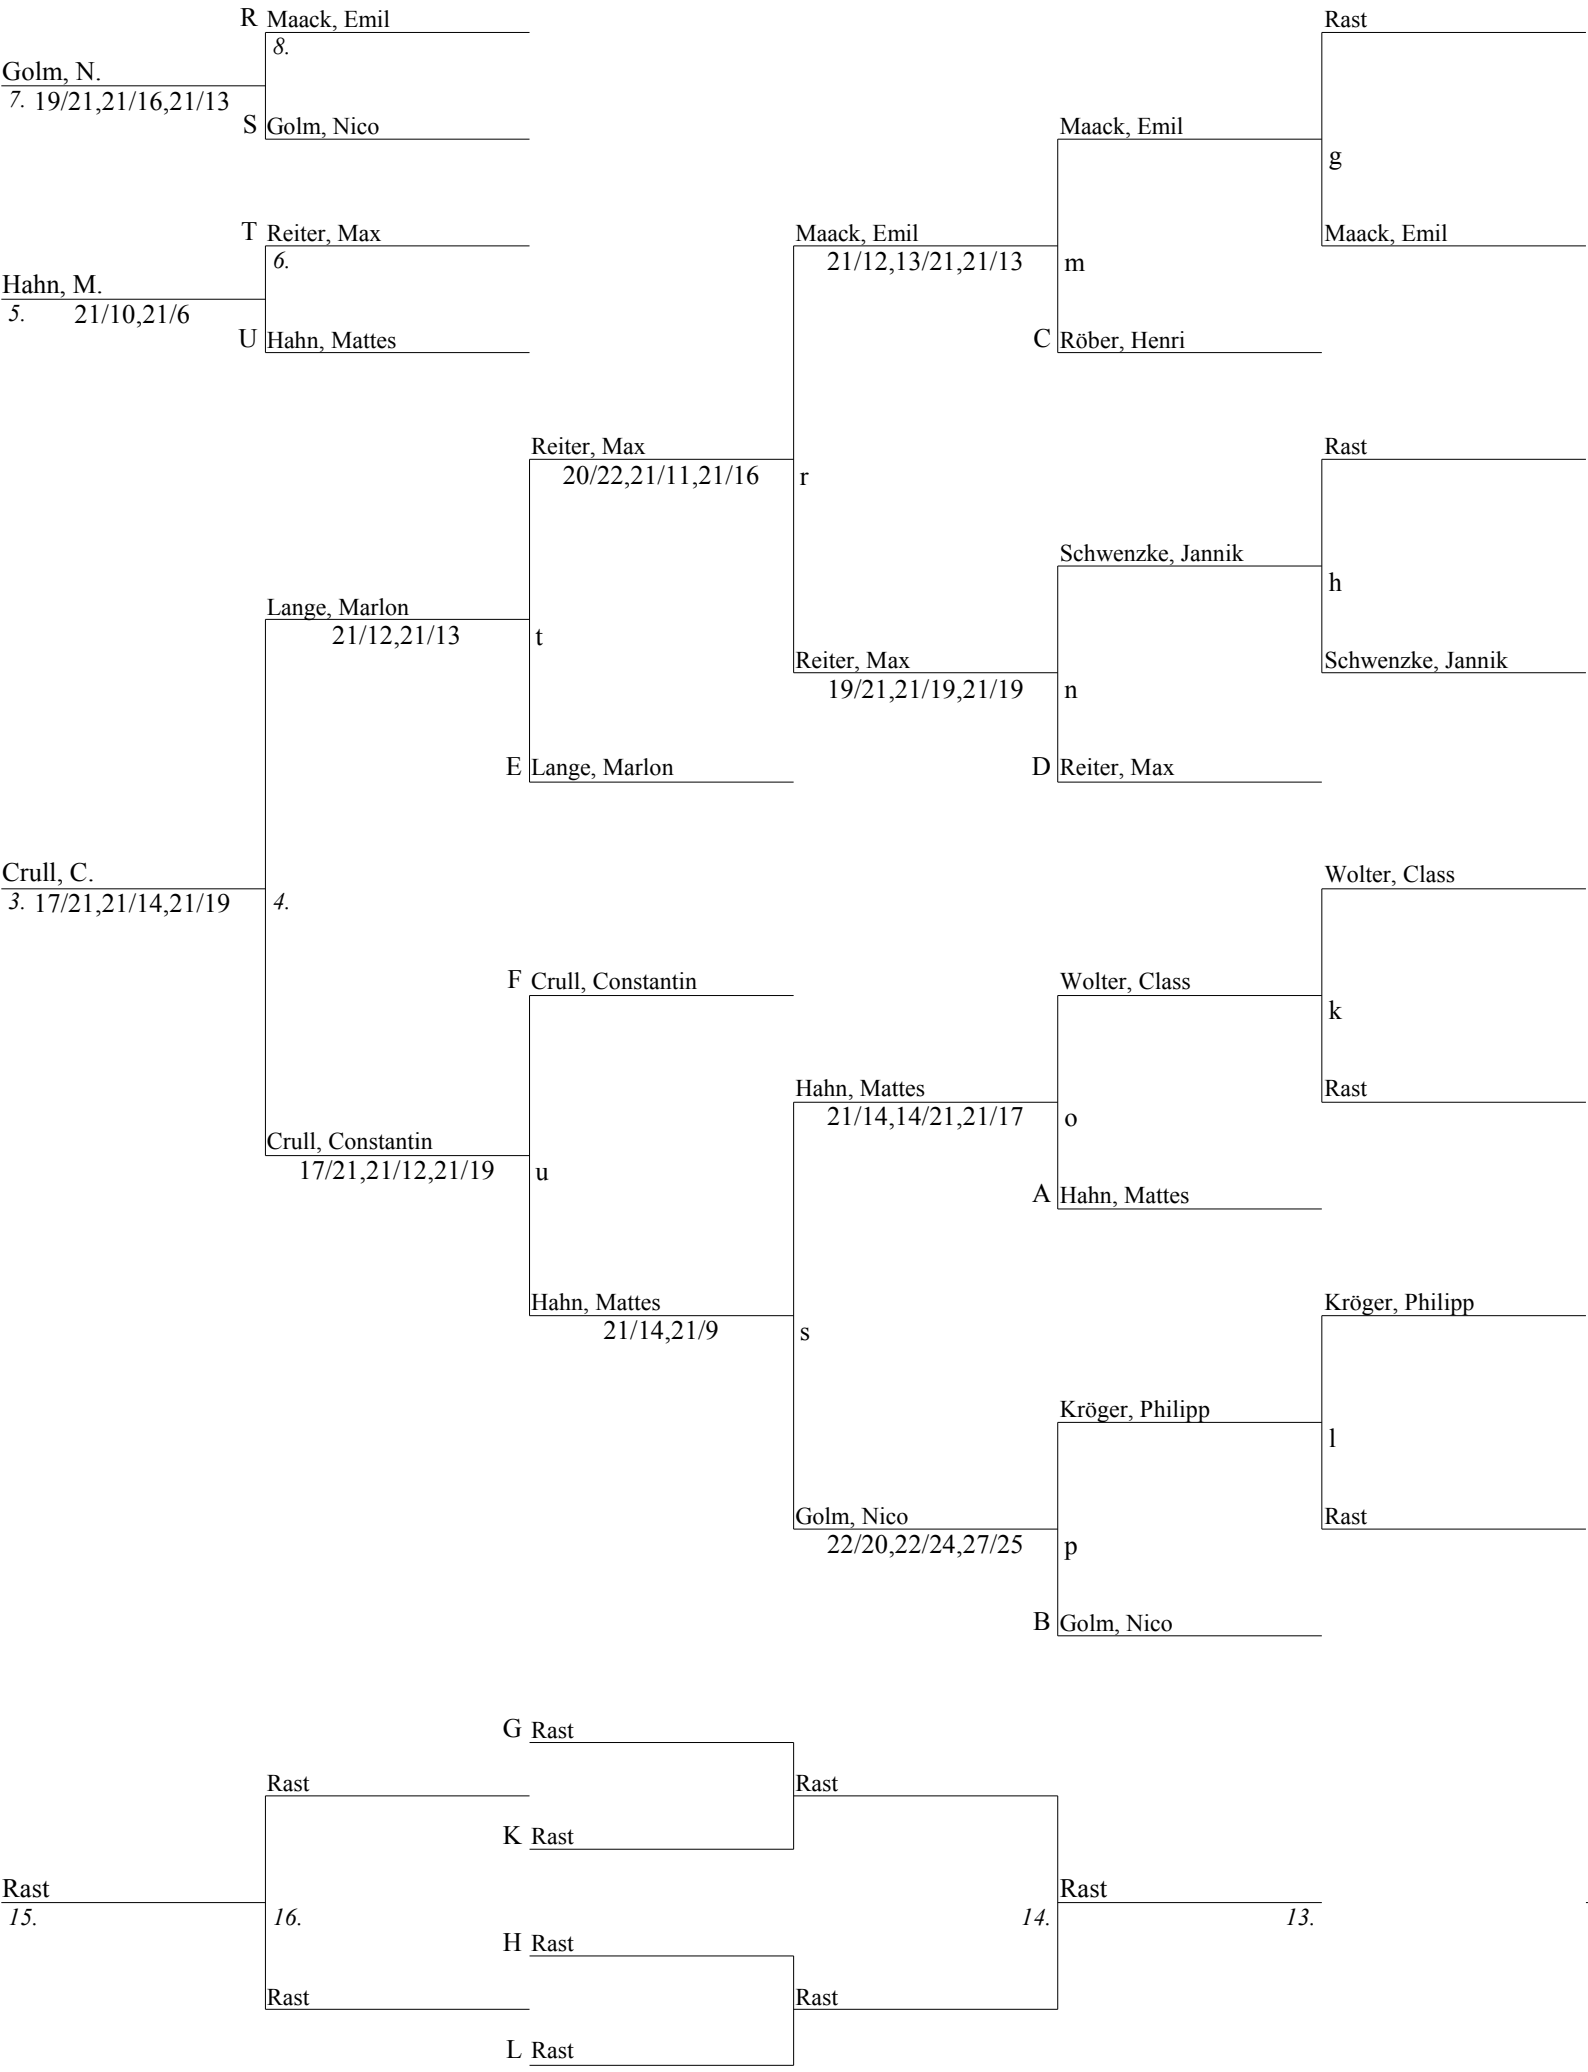 R Maack, Emil Rast
8.
Golm, N.
7. 19/21,21/16,21/13
S Golm, Nico Maack, Emil
g
T Reiter, Max Maack, Emil Maack, Emil
6. 21/12,13/21,21/13 m
Hahn, M.
5. 21/10,21/6
U Hahn, Mattes C Röber, Henri
Reiter, Max Rast
20/22,21/11,21/16 r
Schwenzke, Jannik
h
Lange, Marlon
21/12,21/13 t
Reiter, Max Schwenzke, Jannik
19/21,21/19,21/19 n
E Lange, Marlon D Reiter, Max
Crull, C. Wolter, Class
3. 17/21,21/14,21/19 4.
F Crull, Constantin Wolter, Class
k
Hahn, Mattes Rast
21/14,14/21,21/17 o
Crull, Constantin
17/21,21/12,21/19 u
A Hahn, Mattes
Hahn, Mattes Kröger, Philipp
21/14,21/9 s
Kröger, Philipp
l
Golm, Nico Rast
22/20,22/24,27/25 p
B Golm, Nico
G Rast
Rast Rast
K Rast
Rast Rast
15. 16. 14. 13.
H Rast
Rast Rast
L Rast